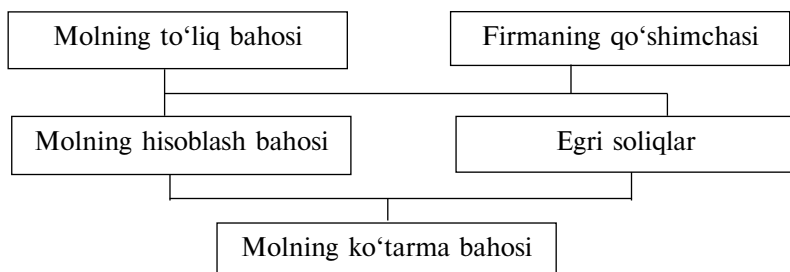 Molning to‘liq bahosi
Firmaning qo‘shimchasi
Molning hisoblash bahosi
Egri soliqlar
Molning ko‘tarma bahosi